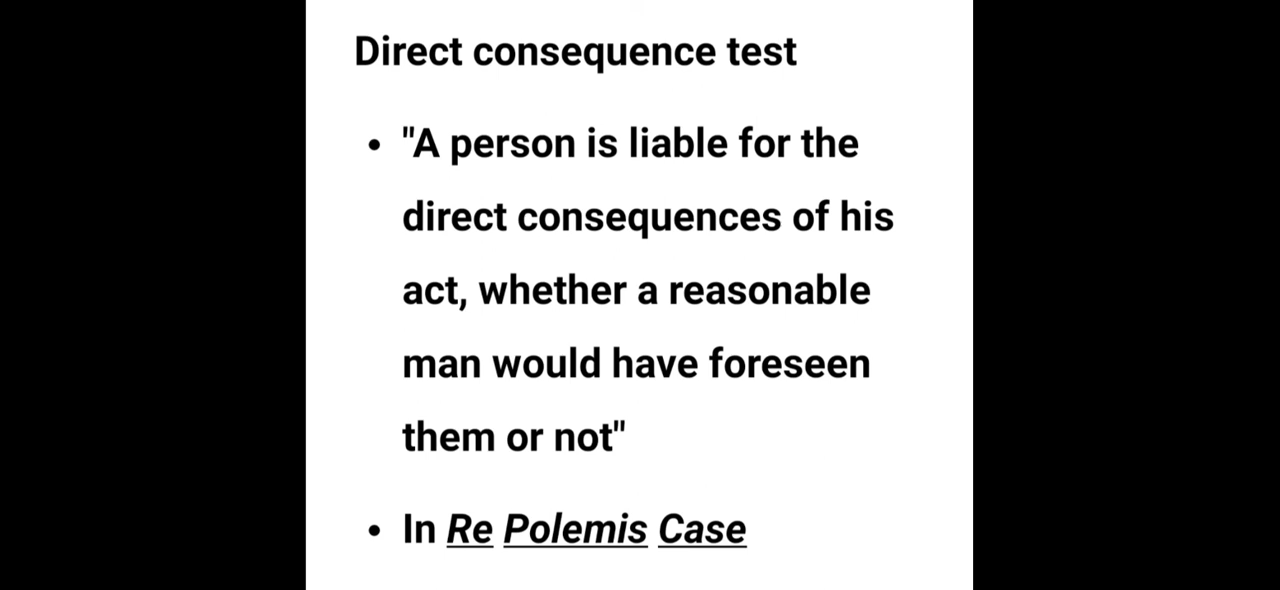 Direct consequence test
• "A person is liable for the
direct consequences of his
act, whether a reasonable
man would have foreseen
them or not"
• In Re Polemis Case